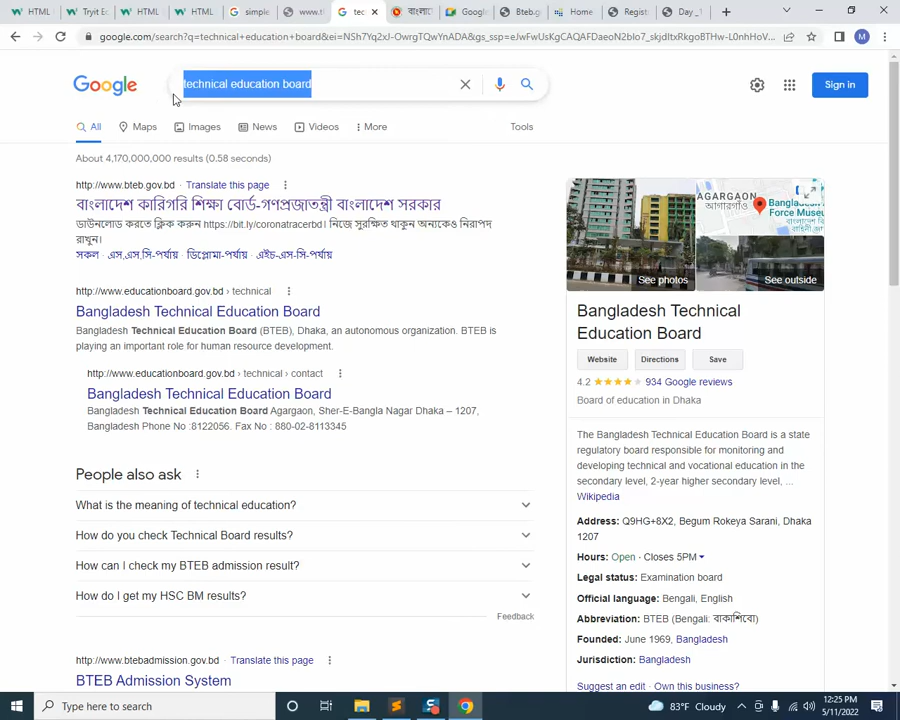 HTML
Tryit Ec
HTML
HTML
simple
www.t
tec
বাংলাদে
Google
Bteb.g
Home
Regist
Day_1
google.com/search?q=technical+education+board&ei=NSh7Yq2xJ-OwrgTQwYnADA&gs_ssp=eJwFwUsKgCAQAFDaeN2blo7_skjdltxRkgoBTHw-L0nhHoVc...
M
Google
technical education board
Sign in
All
Maps
Images
News
Videos
More
Tools
About 4,170,000,000 results (0.58 seconds)
http://www.bteb.gov.bd · Translate this page
বাংলাদেশ কারিগরি শিক্ষা বোর্ড-গণপ্রজাতন্ত্রী বাংলাদেশ সরকার
ডাউনলোড করতে ক্লিক করুন https://bit.ly/coronatracerbd | নিজে সুরক্ষিত থাকুন অন্যকেও নিরাপদ
রাখুন।
সকল · এস,এস,সি-পর্যায় · ডিপ্লোমা-পর্যায় · এইচ-এস-সি-পর্যায়
http://www.educationboard.gov.bd › technical
Bangladesh Technical Education Board
Bangladesh Technical Education Board (BTEB), Dhaka, an autonomous organization. BTEB is
playing an important role for human resource development.
http://www.educationboard.gov.bd › technical › contact
Bangladesh Technical Education Board
Bangladesh Technical Education Board Agargaon, Sher-E-Bangla Nagar Dhaka – 1207,
Bangladesh Phone No :8122056. Fax No : 880-02-8113345
People also ask
What is the meaning of technical education?
How do you check Technical Board results?
How can I check my BTEB admission result?
How do I get my HSC BM results?
Feedback
http://www.btebadmission.gov.bd · Translate this page
BTEB Admission System
AGARGAON
আগারগাঁও
Bangladesh
Force Museu
See photos
See outside
Bangladesh Technical
Education Board
Website
Directions
Save
4.2
934 Google reviews
Board of education in Dhaka
The Bangladesh Technical Education Board is a state
regulatory board responsible for monitoring and
developing technical and vocational education in the
secondary level, 2-year higher secondary level, ...
Wikipedia
Address: Q9HG+8X2, Begum Rokeya Sarani, Dhaka
1207
Hours: Open · Closes 5PM
Legal status: Examination board
Official language: Bengali, English
Abbreviation: BTEB (Bengali: বাকাশিবো)
Founded: June 1969, Bangladesh
Jurisdiction: Bangladesh
Suggest an edit · Own this business?
Type here to search
83°F Cloudy
12:25 PM
5/11/2022